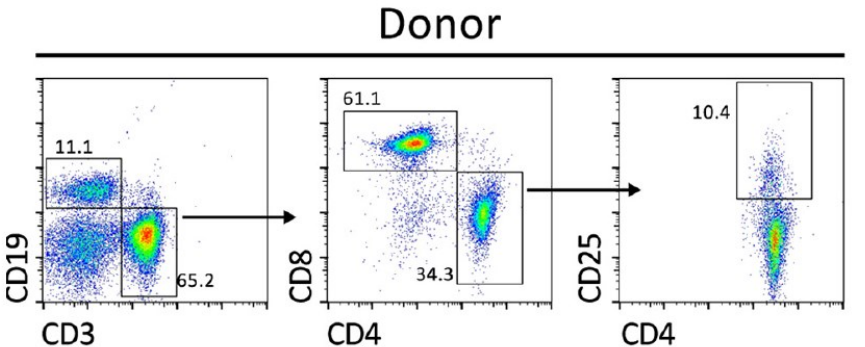 Donor
11.1
65.2
CD19
CD3
61.1
34.3
CD8
CD4
10.4
CD25
CD4